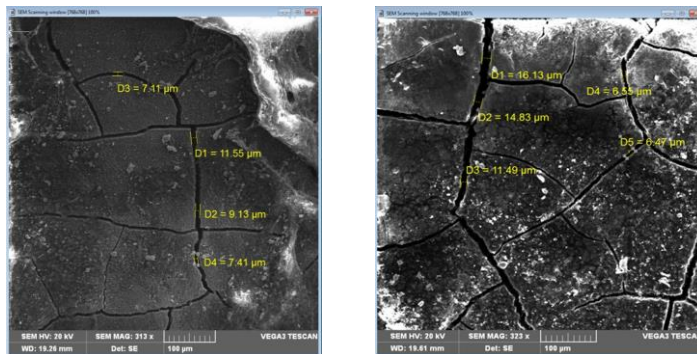 SEM Scanning window [768x768] 100%
D3 = 7.11 µm
D1 = 11.55 µm
D2 = 9.13 µm
D4 = 7.41 µm
SEM HV: 20 kV SEM MAG: 313 x VEGA3 TESCAN
WD: 19.26 mm Det: SE 100 µm
SEM Scanning window [768x768] 100%
D1 = 16.13 µm
D4 = 6.55 µm
D2 = 14.83 µm
D5 = 6.47 µm
D3 = 11.49 µm
SEM HV: 20 kV SEM MAG: 323 x VEGA3 TESCAN
WD: 19.61 mm Det: SE 100 µm